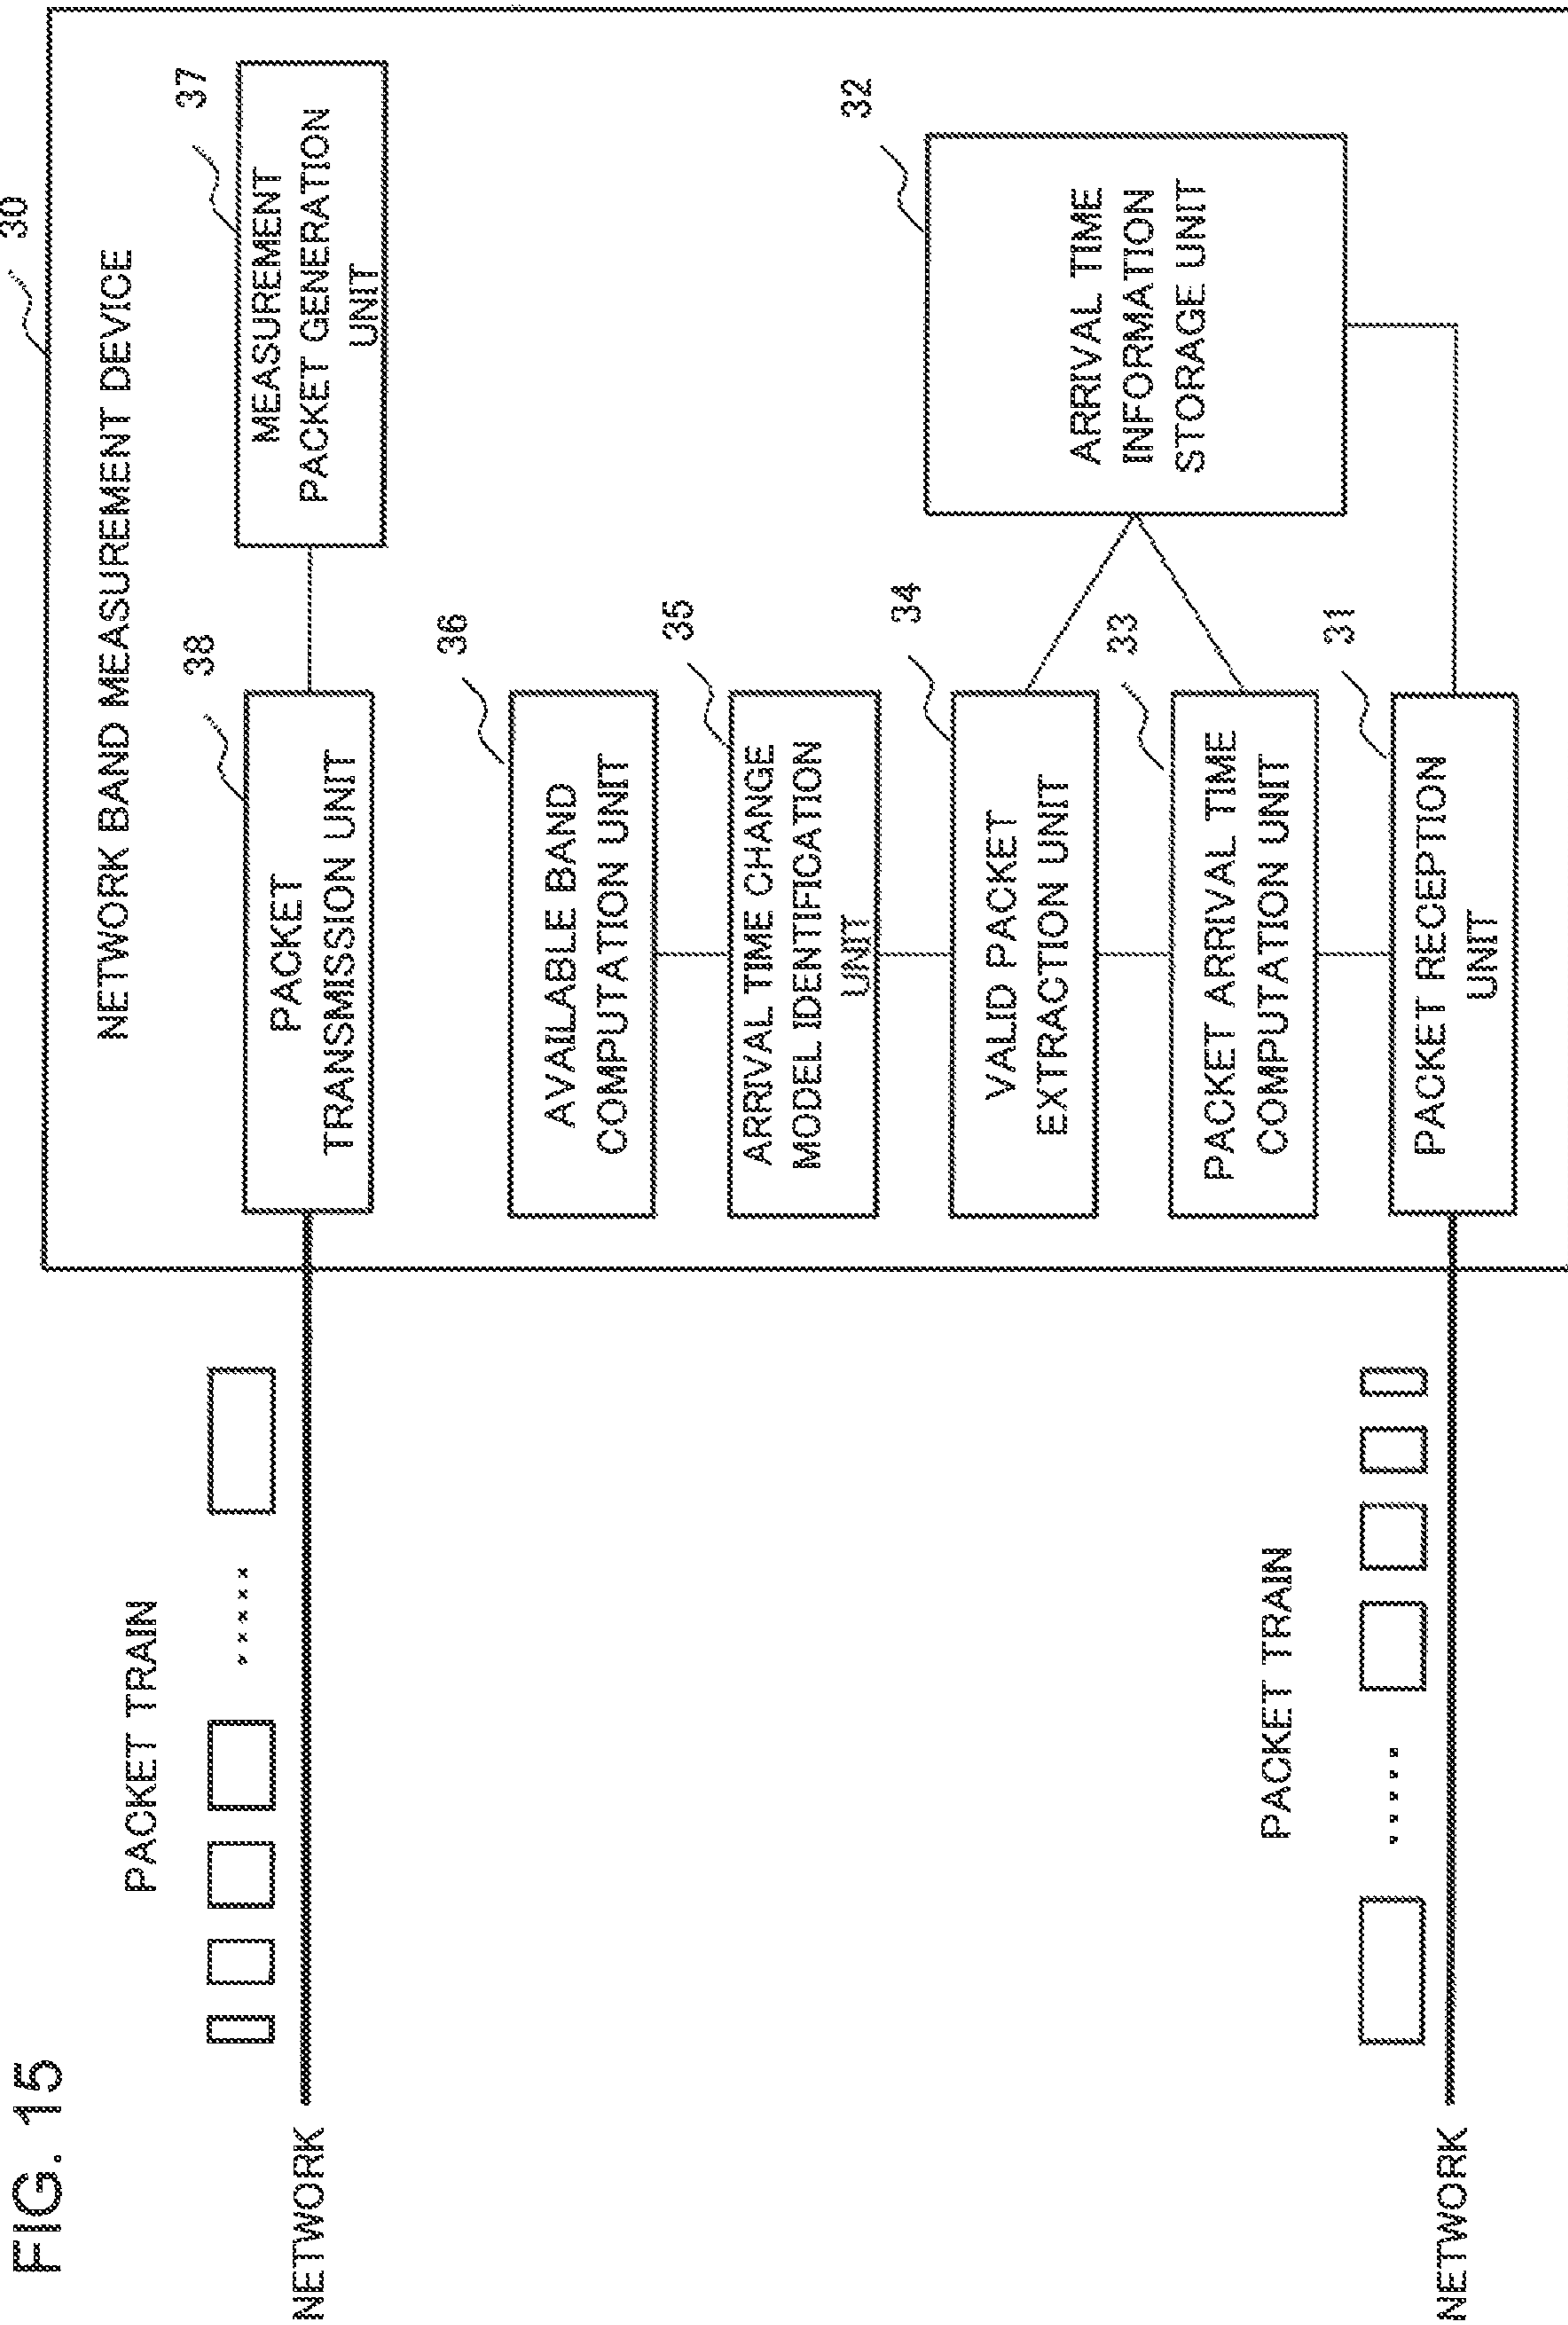 FIG. 15
30
NETWORK BAND MEASUREMENT DEVICE
PACKET TRAIN
NETWORK
38
PACKET
TRANSMISSION UNIT
37
MEASUREMENT
PACKET GENERATION
UNIT
36
AVAILABLE BAND
COMPUTATION UNIT
35
ARRIVAL TIME CHANGE
MODEL IDENTIFICATION
UNIT
34
VALID PACKET
EXTRACTION UNIT
32
ARRIVAL TIME
INFORMATION
STORAGE UNIT
33
PACKET ARRIVAL TIME
COMPUTATION UNIT
PACKET TRAIN
31
PACKET RECEPTION
UNIT
NETWORK